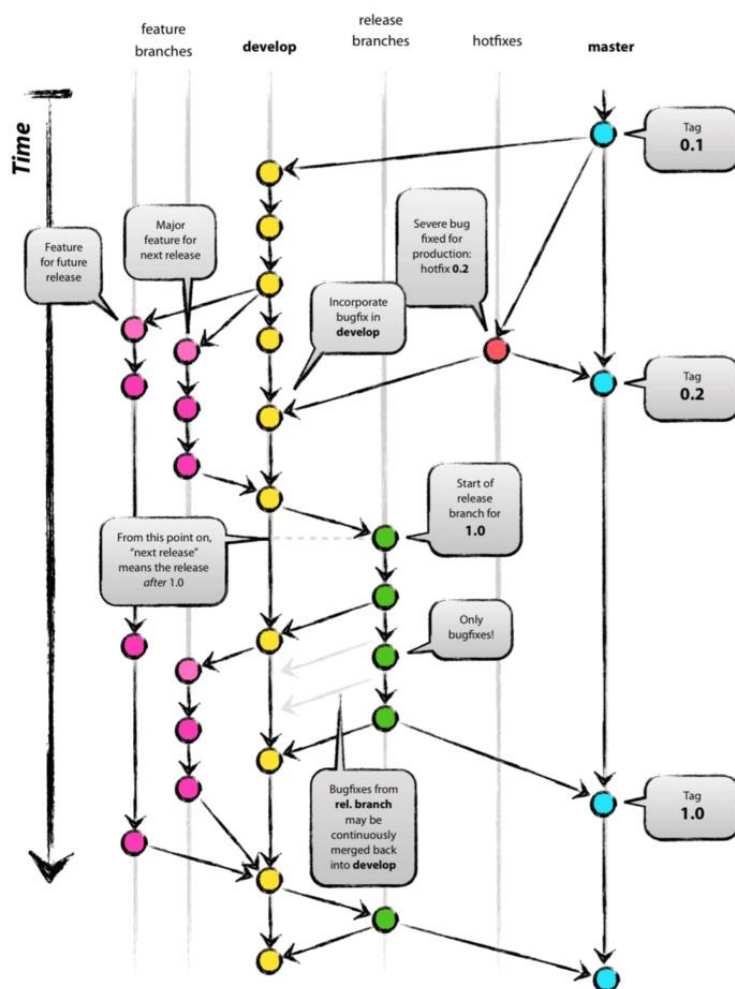 feature
branches
develop
release
branches
hotfixes
master
Time
Tag
0.1
Major
feature for
next release
Feature
for future
release
Severe bug
fixed for
production:
hotfix 0.2
Incorporate
bugfix in
develop
Tag
0.2
Start of
release
branch for
1.0
From this point on,
“next release”
means the release
after 1.0
Only
bugfixes!
Bugfixes from
rel. branch
may be
continuously
merged back
into develop
Tag
1.0